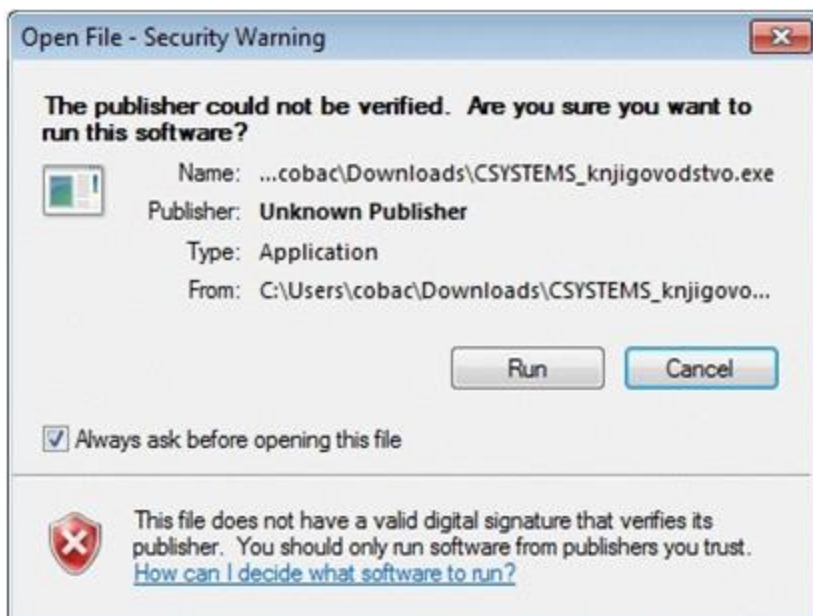 Open File - Security Warning
The publisher could not be verified.  Are you sure you want to
run this software?
Name: ...cobac\Downloads\CSYSTEMS_knjigovodstvo.exe
Publisher: Unknown Publisher
Type: Application
From: C:\Users\cobac\Downloads\CSYSTEMS_knjigovo...
Run Cancel
Always ask before opening this file
This file does not have a valid digital signature that verifies its
publisher.  You should only run software from publishers you trust.
How can I decide what software to run?